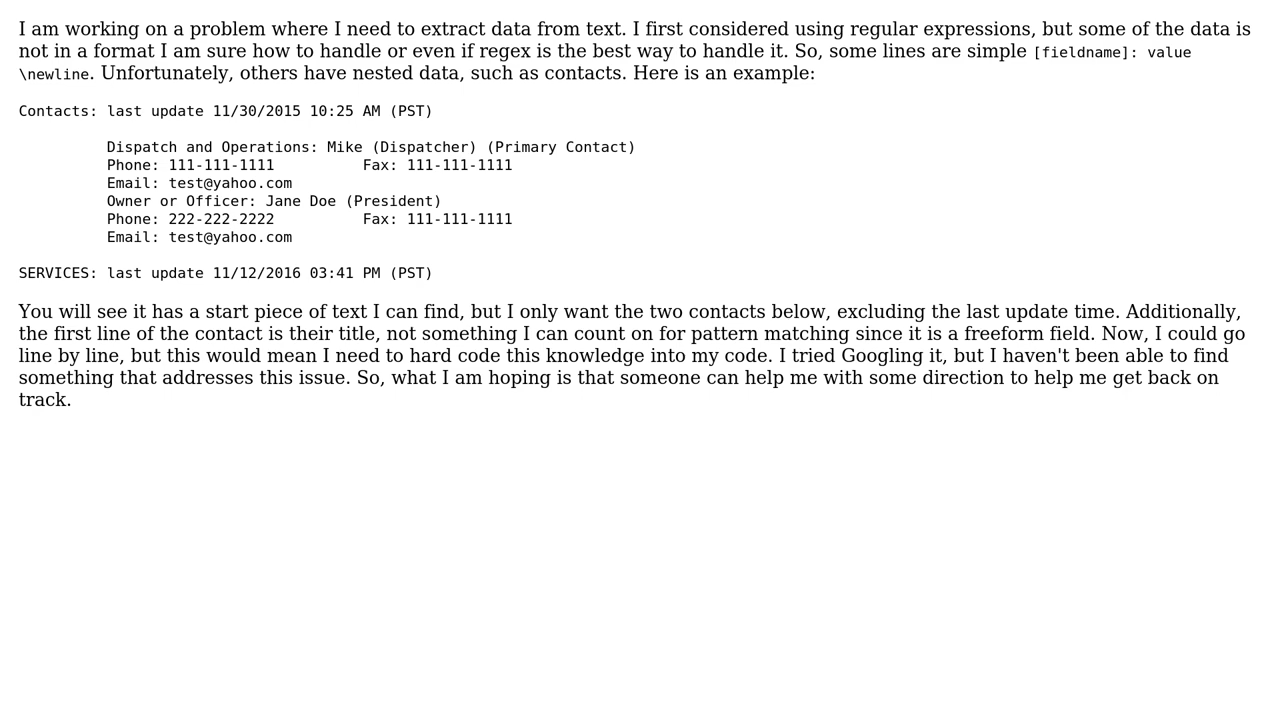 I am working on a problem where I need to extract data from text. I first considered using regular expressions, but some of the data is
not in a format I am sure how to handle or even if regex is the best way to handle it. So, some lines are simple [fieldname]: value
\newline. Unfortunately, others have nested data, such as contacts. Here is an example:
Contacts: last update 11/30/2015 10:25 AM (PST)
Dispatch and Operations: Mike (Dispatcher) (Primary Contact)
Phone: 111-111-1111          Fax: 111-111-1111
Email: test@yahoo.com
Owner or Officer: Jane Doe (President)
Phone: 222-222-2222          Fax: 111-111-1111
Email: test@yahoo.com
SERVICES: last update 11/12/2016 03:41 PM (PST)
You will see it has a start piece of text I can find, but I only want the two contacts below, excluding the last update time. Additionally,
the first line of the contact is their title, not something I can count on for pattern matching since it is a freeform field. Now, I could go
line by line, but this would mean I need to hard code this knowledge into my code. I tried Googling it, but I haven't been able to find
something that addresses this issue. So, what I am hoping is that someone can help me with some direction to help me get back on
track.